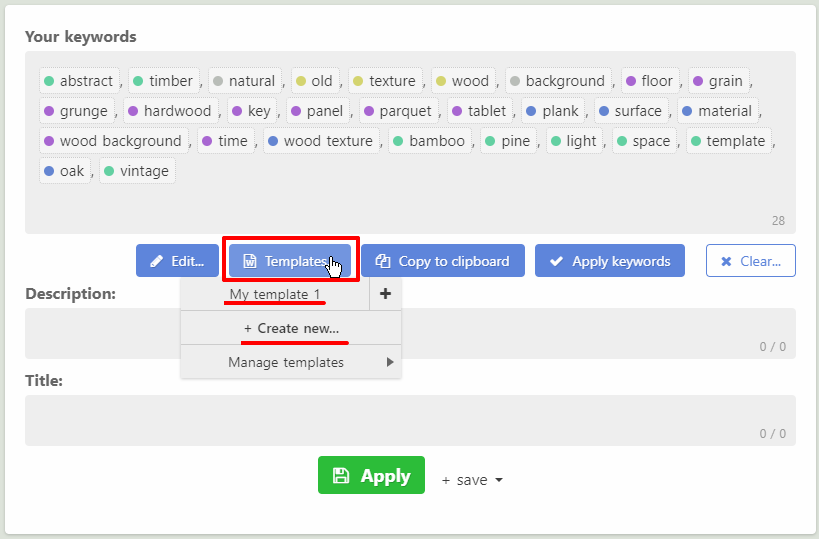 Your keywords
abstract , timber , natural , old , texture , wood , background , floor , grain ,
grunge , hardwood , key , panel , parquet , tablet , plank , surface , material ,
wood background , time , wood texture , bamboo , pine , light , space , template ,
oak , vintage
28
Edit... Templates Copy to clipboard Apply keywords Clear...
Description:
My template 1 +
+ Create new...
0 / 0
Manage templates
Title:
0 / 0
Apply + save